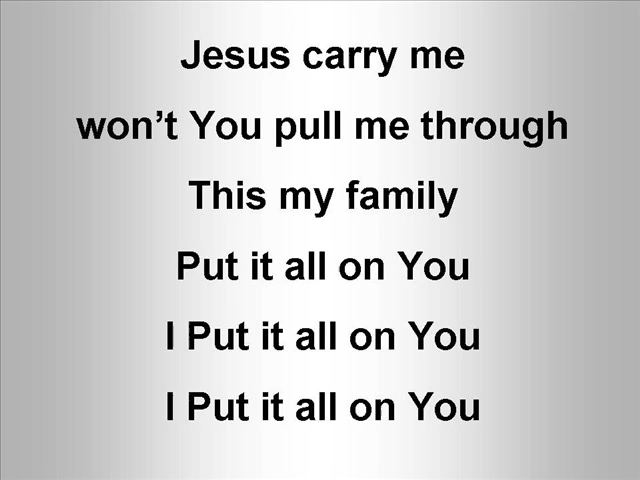 Jesus carry me
won’t You pull me through
This my family
Put it all on You
I Put it all on You
I Put it all on You